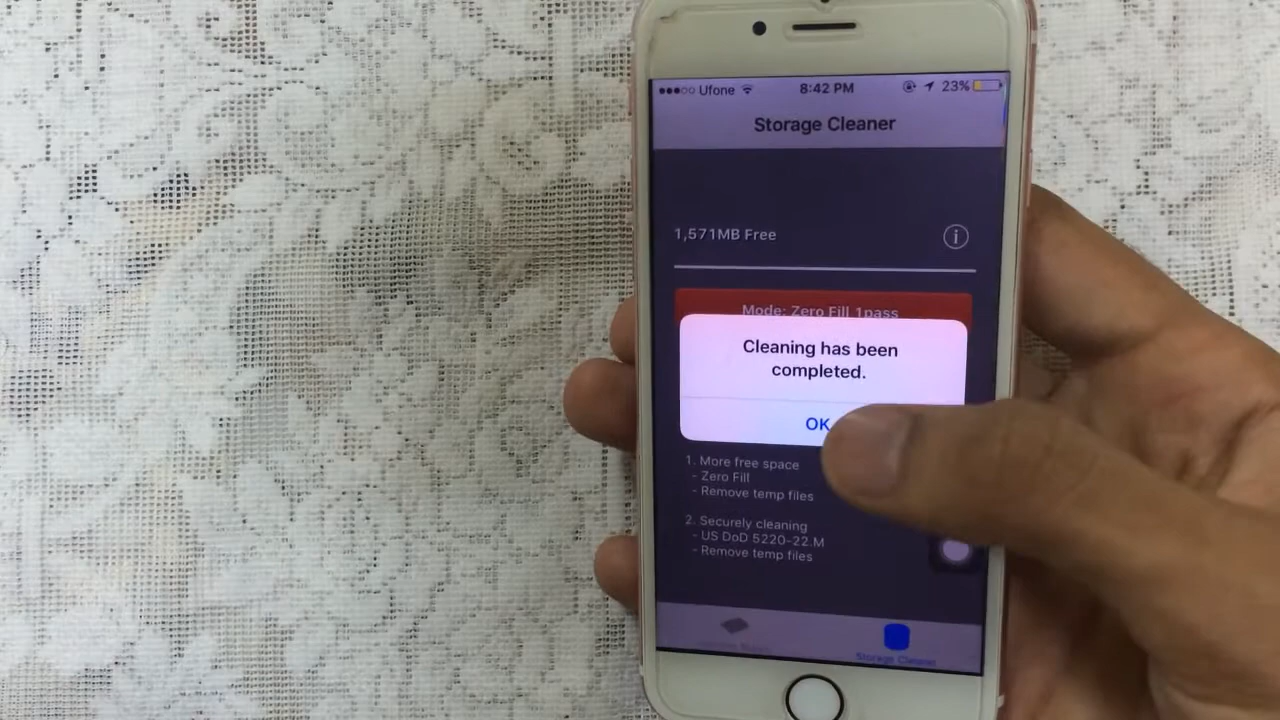 Ufone 8:42 PM 23%
Storage Cleaner
1,571MB Free
Mode: Zero Fill 1pass
Cleaning has been
completed.
OK
1. More free space
- Zero Fill
- Remove temp files
2. Securely cleaning
- US DoD 5220-22.M
- Remove temp files
Storage Cleaner